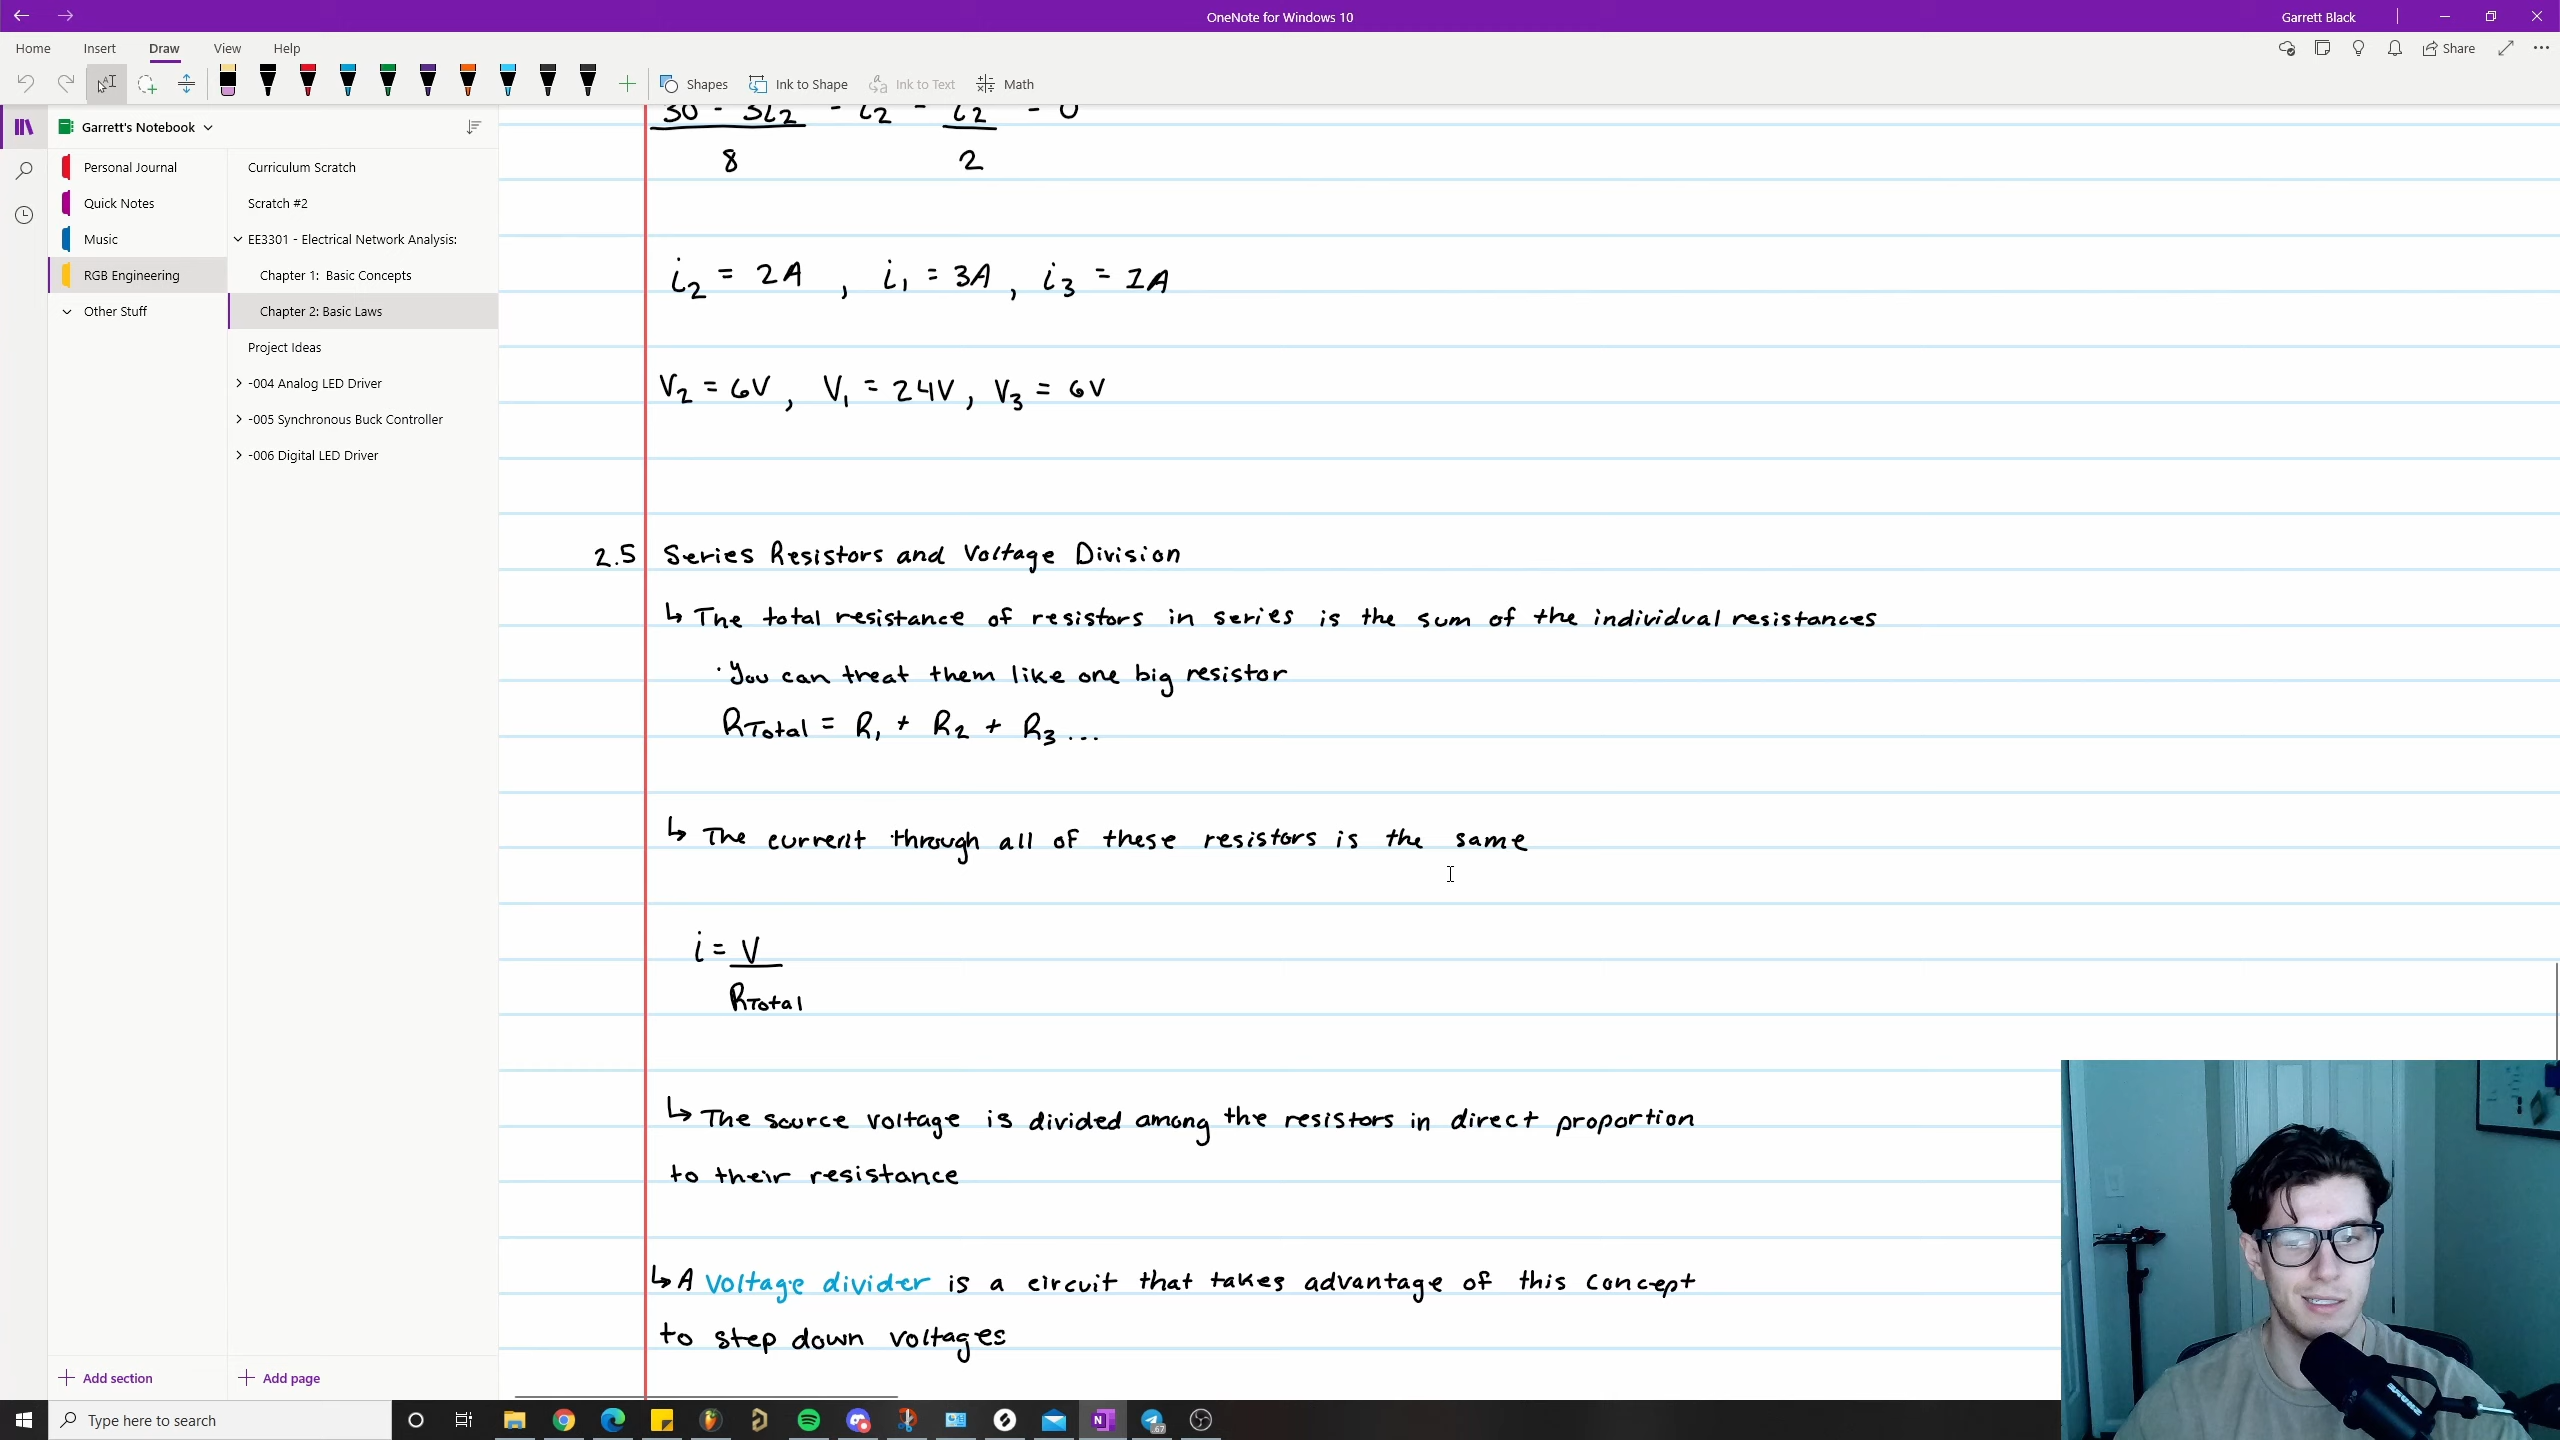 OneNote for Windows 10
Garrett Black
Home Insert Draw View Help
Share
Shapes Ink to Shape Ink to Text Math
Garrett's Notebook
Personal Journal
Quick Notes
Music
RGB Engineering
Other Stuff
Curriculum Scratch
Scratch #2
EE3301 - Electrical Network Analysis:
Chapter 1: Basic Concepts
Chapter 2: Basic Laws
Project Ideas
-004 Analog LED Driver
-005 Synchronous Buck Controller
-006 Digital LED Driver
Add section
Add page
30 - 3i2 - i2 - i2 = 0
8 2
i2 = 2A , i1 = 3A , i3 = 1A
V2 = 6V , V1 = 24V , V3 = 6V
2.5 Series Resistors and Voltage Division
↳ The total resistance of resistors in series is the sum of the individual resistances
· You can treat them like one big resistor
RTotal = R1 + R2 + R3 ...
↳ The current through all of these resistors is the same
i = V
RTotal
↳ The source voltage is divided among the resistors in direct proportion
to their resistance
↳ A voltage divider is a circuit that takes advantage of this concept
to step down voltages
Type here to search